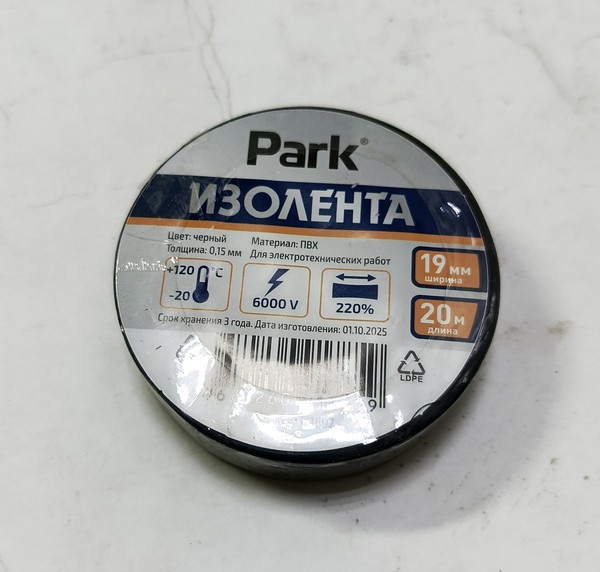 Park®
ИЗОЛЕНТА
Цвет: черный Материал: ПВХ
Толщина: 0,15 мм Для электротехнических работ
+120 °C
-20
6000 V
220%
19 мм
ширина
20 м
длина
Срок хранения 3 года. Дата изготовления: 01.10.2025
LDPE